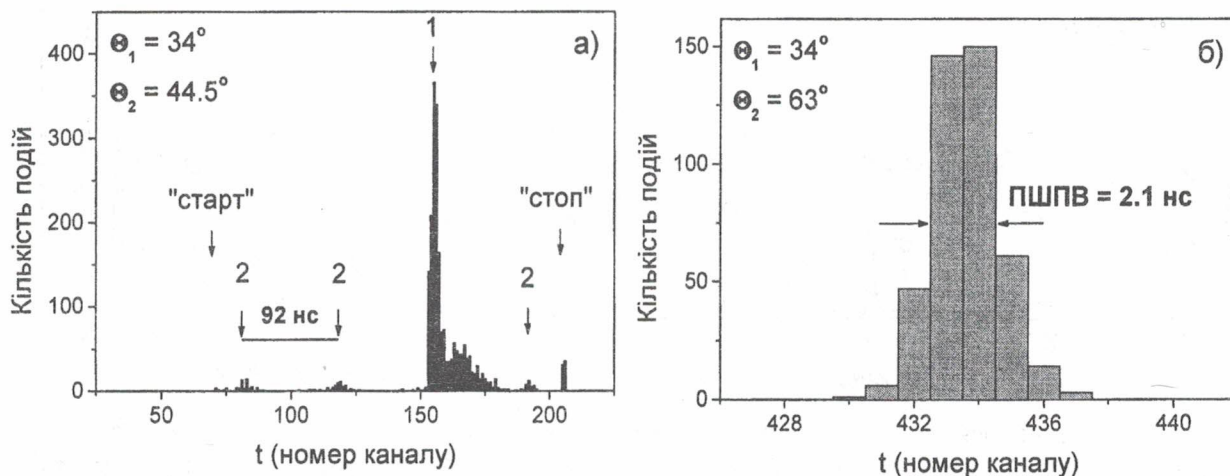 Θ₁ = 34°
Θ₂ = 44.5°
1
а)
"старт"
"стоп"
2
2
2
92 нс
Кількість подій
400
300
200
100
0
50
100
150
200
t (номер каналу)
Θ₁ = 34°
Θ₂ = 63°
б)
ПШПВ = 2.1 нс
Кількість подій
150
100
50
0
428
432
436
440
t (номер каналу)